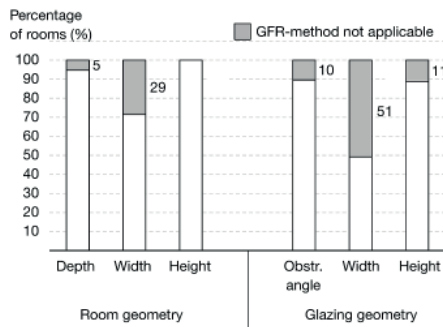 Percentage
of rooms (%)
GFR-method not applicable
100
90
80
70
60
50
40
30
20
10
5
29
10
51
11
Depth
Width
Height
Obstr.
angle
Width
Height
Room geometry
Glazing geometry